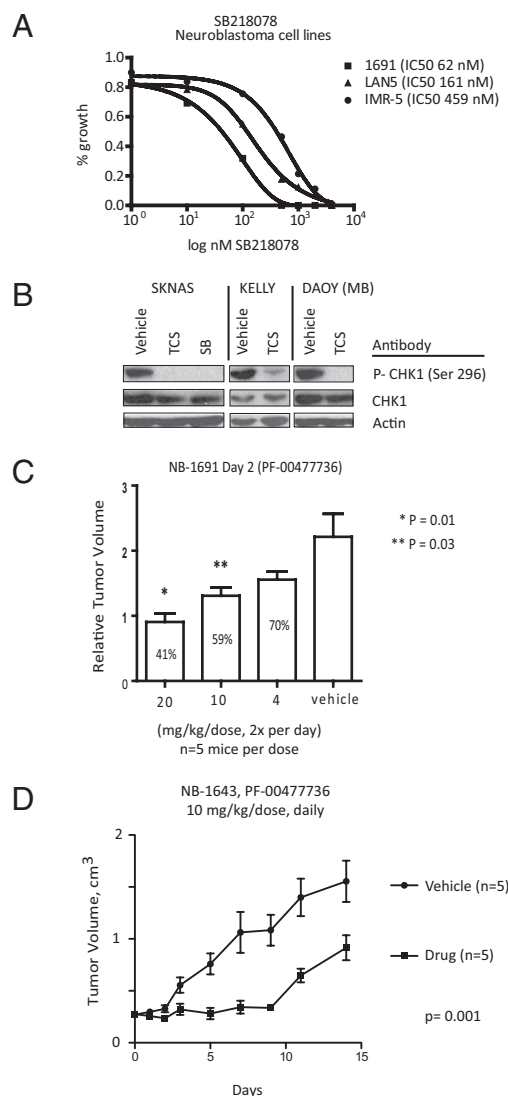 A
SB218078
Neuroblastoma cell lines
1691 (IC50 62 nM)
LAN5 (IC50 161 nM)
IMR-5 (IC50 459 nM)
% growth
1.0
0.8
0.6
0.4
0.2
0.0
10^0 10^1 10^2 10^3 10^4
log nM SB218078
B
SKNAS KELLY DAOY (MB)
Vehicle TCS SB Vehicle TCS Vehicle TCS
Antibody
P- CHK1 (Ser 296)
CHK1
Actin
C
NB-1691 Day 2 (PF-00477736)
Relative Tumor Volume
3
2
1
0
* ** 
41% 59% 70%
* P = 0.01
** P = 0.03
20 10 4 vehicle
(mg/kg/dose, 2x per day)
n=5 mice per dose
D
NB-1643, PF-00477736
10 mg/kg/dose, daily
Tumor Volume, cm^3
2
1
0
Vehicle (n=5)
Drug (n=5)
p= 0.001
0 5 10 15
Days